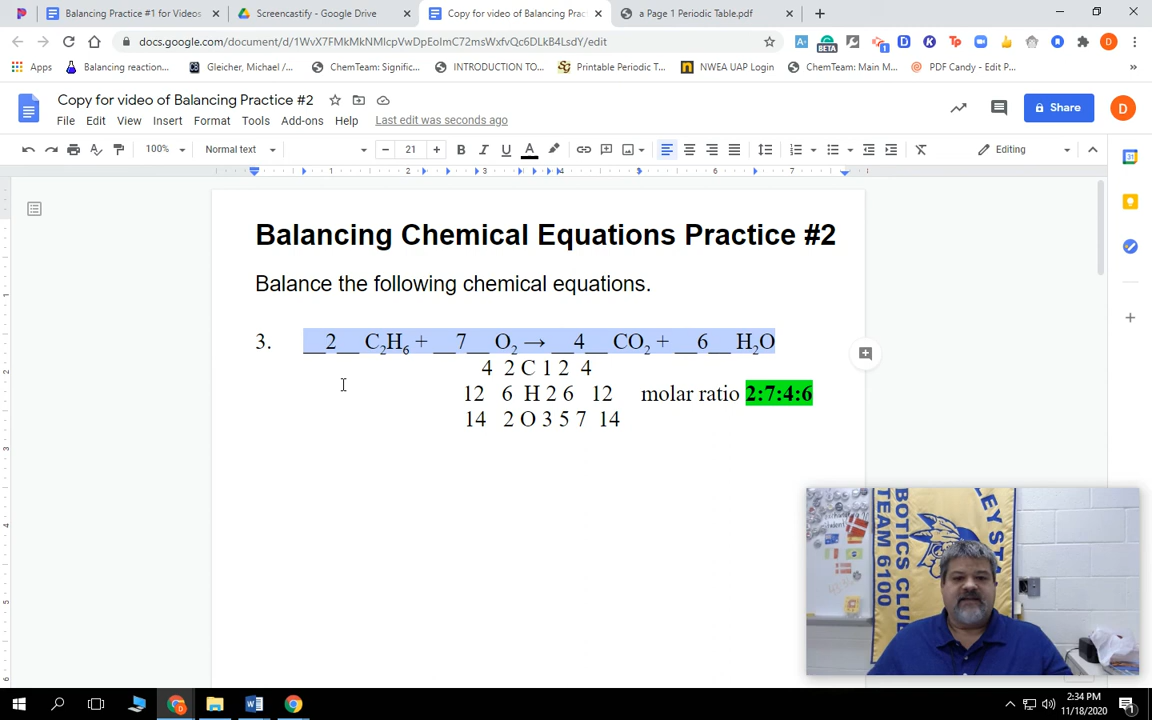 Balancing Practice #1 for Videos
Screencastify - Google Drive
Copy for video of Balancing Prac
a Page 1 Periodic Table.pdf
docs.google.com/document/d/1WvX7FMkMkNMIcpVwDpEoImC72msWxfvQc6DLkB4LsdY/edit
Apps
Balancing reaction...
Gleicher, Michael /...
ChemTeam: Signific...
INTRODUCTION TO...
Printable Periodic T...
NWEA UAP Login
ChemTeam: Main M...
PDF Candy - Edit P...
Copy for video of Balancing Practice #2
File Edit View Insert Format Tools Add-ons Help Last edit was seconds ago
Share
D
100% Normal text 21 B I U A Editing
Balancing Chemical Equations Practice #2
Balance the following chemical equations.
3. __2__ C₂H₆ + __7__ O₂ → __4__ CO₂ + __6__ H₂O
4 2 C 1 2 4
12 6 H 2 6 12 molar ratio 2:7:4:6
14 2 O 3 5 7 14
BOTICS CLUB
TEAM 6100
2:34 PM
11/18/2020